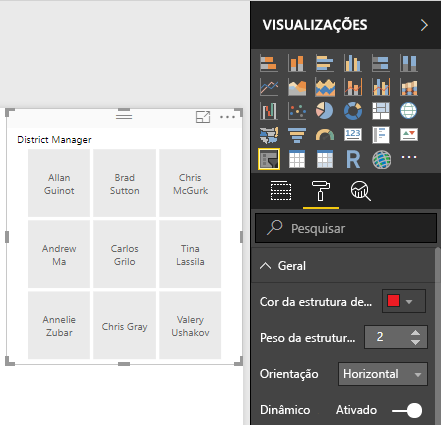 VISUALIZAÇÕES
District Manager
Allan
Guinot
Brad
Sutton
Chris
McGurk
Andrew
Ma
Carlos
Grilo
Tina
Lassila
Annelie
Zubar
Chris Gray
Valery
Ushakov
123
R
Pesquisar
Geral
Cor da estrutura de...
Peso da estrutur...
2
Orientação
Horizontal
Dinâmico
Ativado